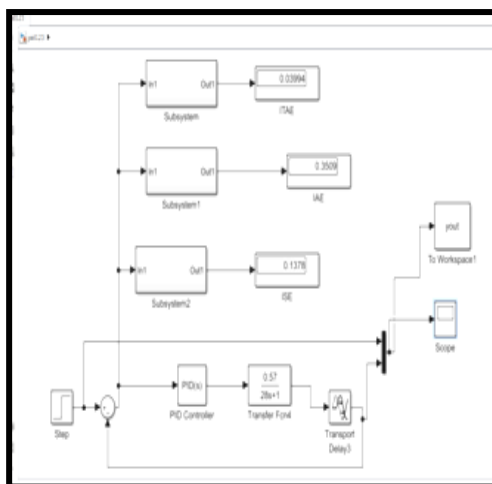 In1
Out1
Subsystem
0.03994
ITAE
In1
Out1
Subsystem1
0.3509
IAE
In1
Out1
Subsystem2
0.1378
ISE
yout
To Workspace1
Scope
Step
PID(s)
PID Controller
0.57
28s+1
Transfer Fcn4
Transport
Delay3